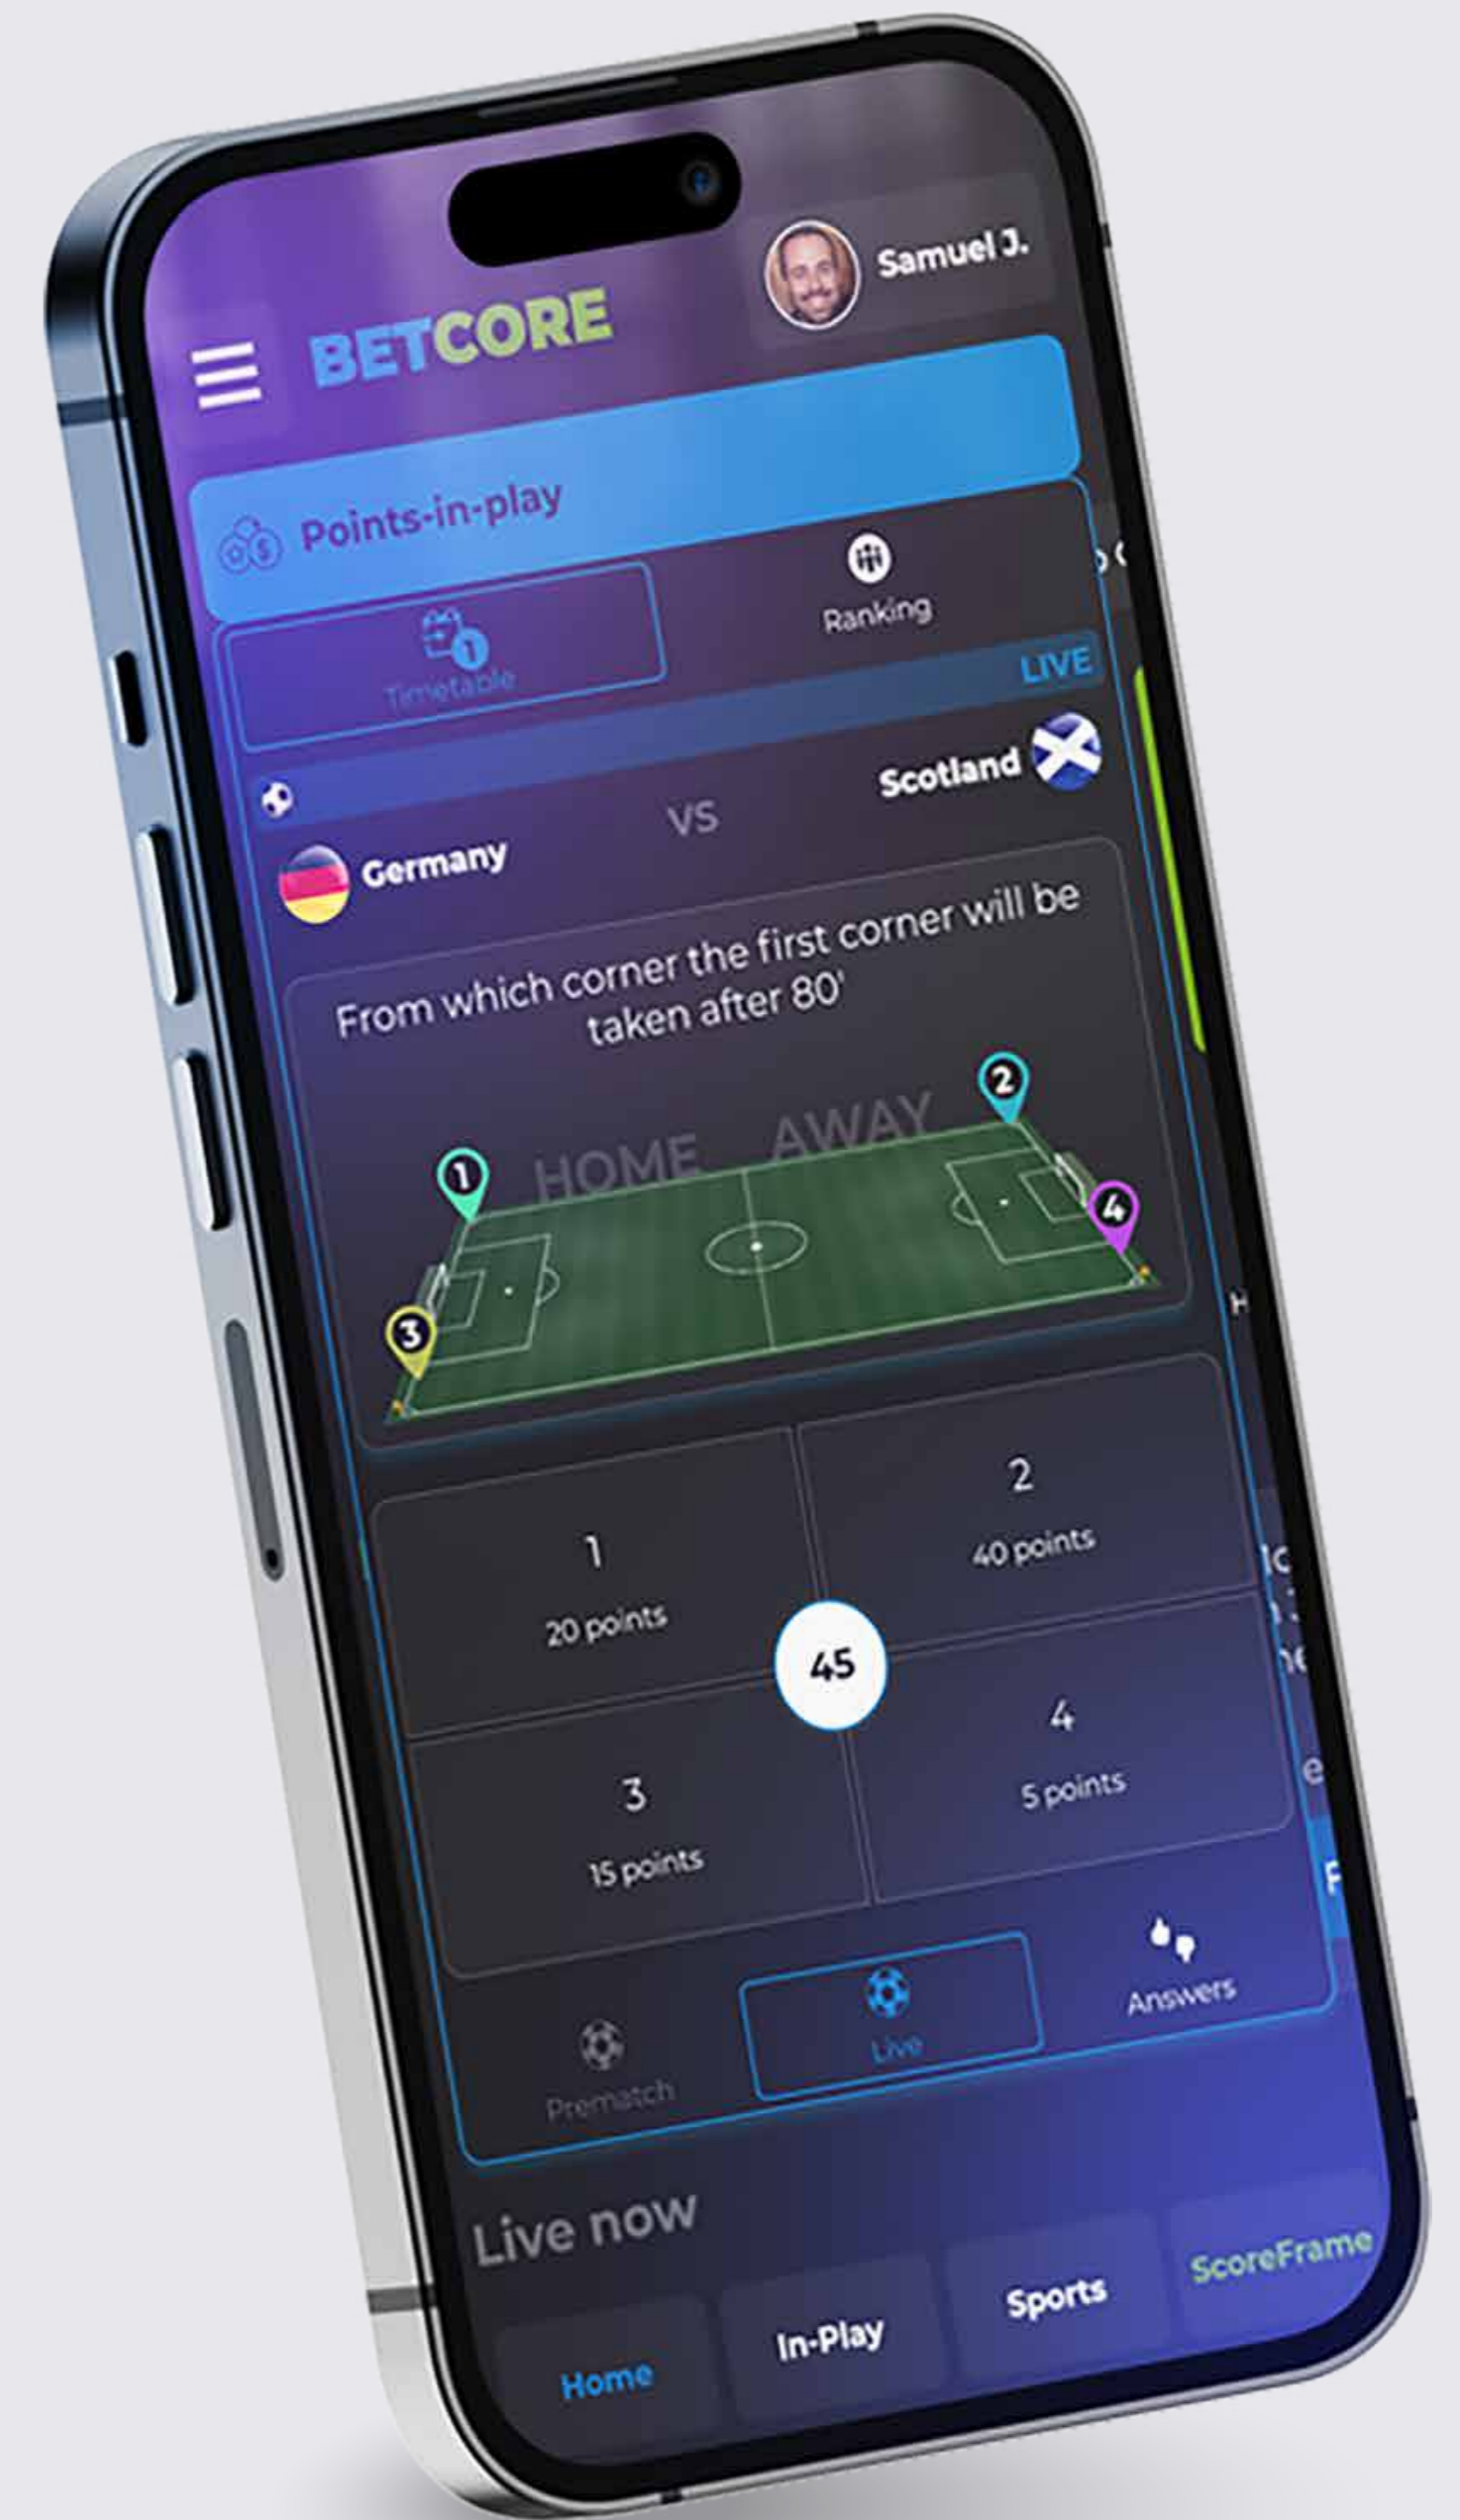 Samuel J.
BETCORE
Points-in-play
1
Timetable
Ranking
LIVE
Germany
VS
Scotland
From which corner the first corner will be
taken after 80'
HOME AWAY
1
2
3
4
1
20 points
2
40 points
45
3
15 points
4
5 points
Prematch
Live
Answers
Live now
Home
In-Play
Sports
ScoreFrame